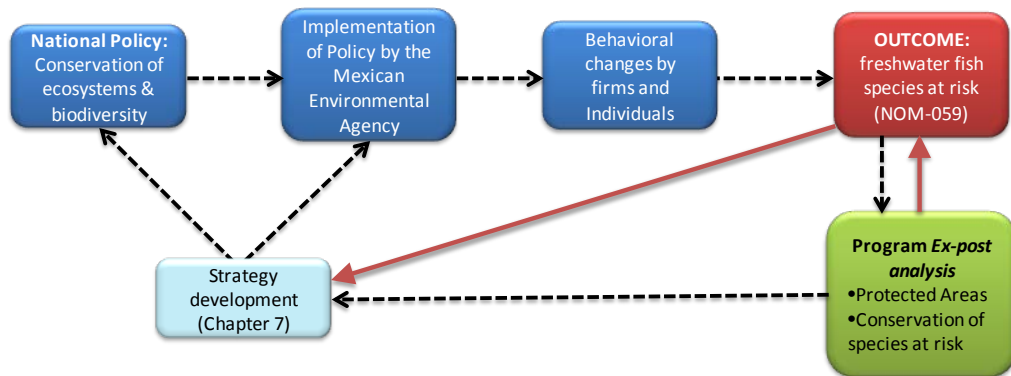 National Policy:
Conservation of
ecosystems &
biodiversity
Implementation
of Policy by the
Mexican
Environmental
Agency
Behavioral
changes by
firms and
Individuals
OUTCOME:
freshwater fish
species at risk
(NOM-059)
Strategy
development
(Chapter 7)
Program Ex-post
analysis
•Protected Areas
•Conservation of
species at risk